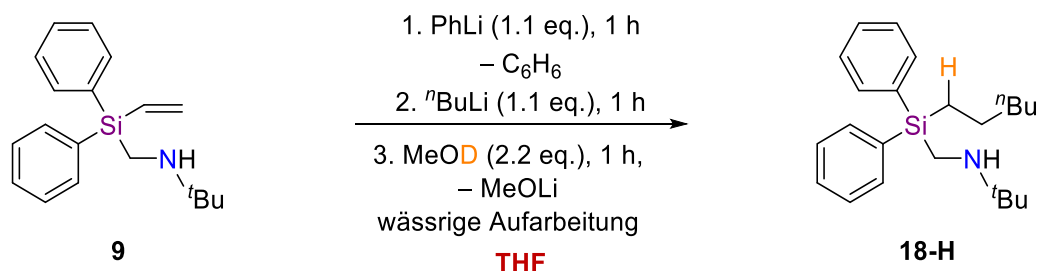 1. PhLi (1.1 eq.), 1 h
– C₆H₆
2. ⁿBuLi (1.1 eq.), 1 h
3. MeOD (2.2 eq.), 1 h,
– MeOLi
wässrige Aufarbeitung
THF
Si
NH
ᵗBu
9
H
ⁿBu
Si
NH
ᵗBu
18-H